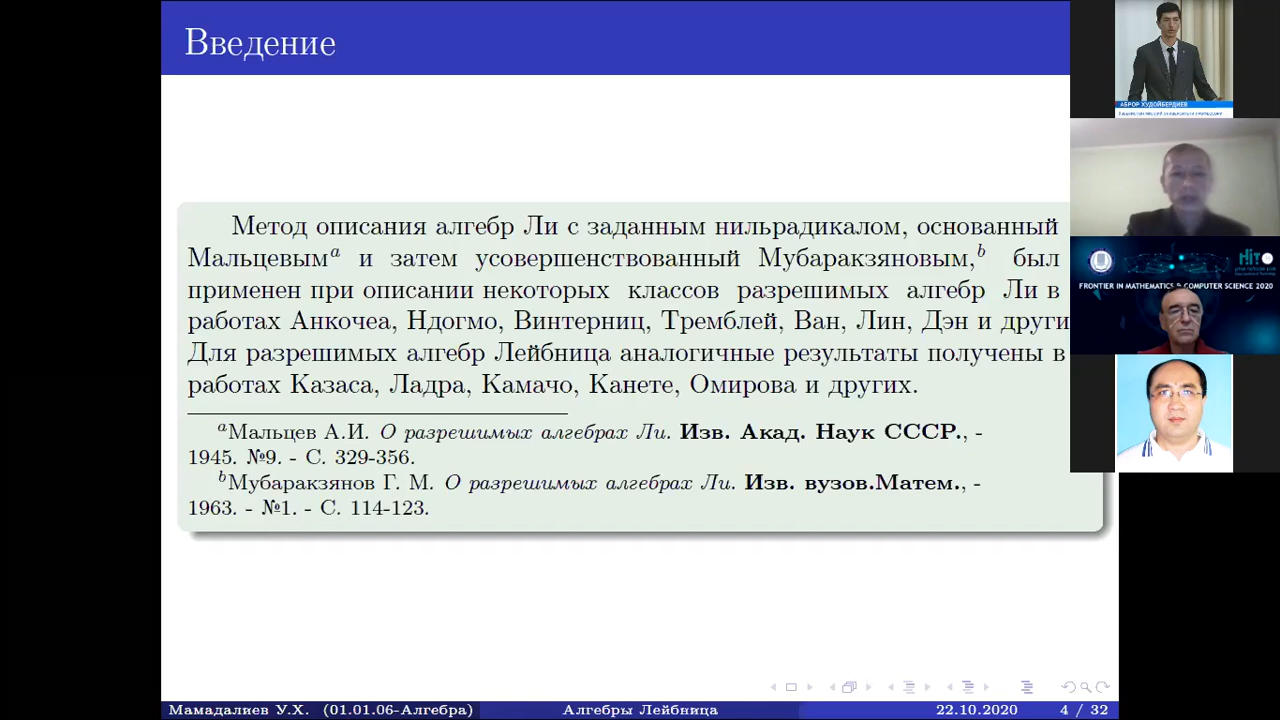 Введение
Метод описания алгебр Ли с заданным нильрадикалом, основанный
Мальцевым^a и затем усовершенствованный Мубаракзяновым,^b был
применен при описании некоторых классов разрешимых алгебр Ли в
работах Анкочеа, Ндогмо, Винтерниц, Тремблей, Ван, Лин, Дэн и други
Для разрешимых алгебр Лейбница аналогичные результаты получены в
работах Казаса, Ладра, Камачо, Канете, Омирова и других.
^aМальцев А.И. О разрешимых алгебрах Ли. Изв. Акад. Наук СССР., -
1945. №9. - С. 329-356.
^bМубаракзянов Г. М. О разрешимых алгебрах Ли. Изв. вузов.Матем., -
1963. - №1. - С. 114-123.
Мамадалиев У.Х. (01.01.06-Алгебра) Алгебры Лейбница 22.10.2020 4 / 32
АБРОР ХУДОЙБЕРДИЕВ
FRONTIER IN MATHEMATICS & COMPUTER SCIENCE 2020